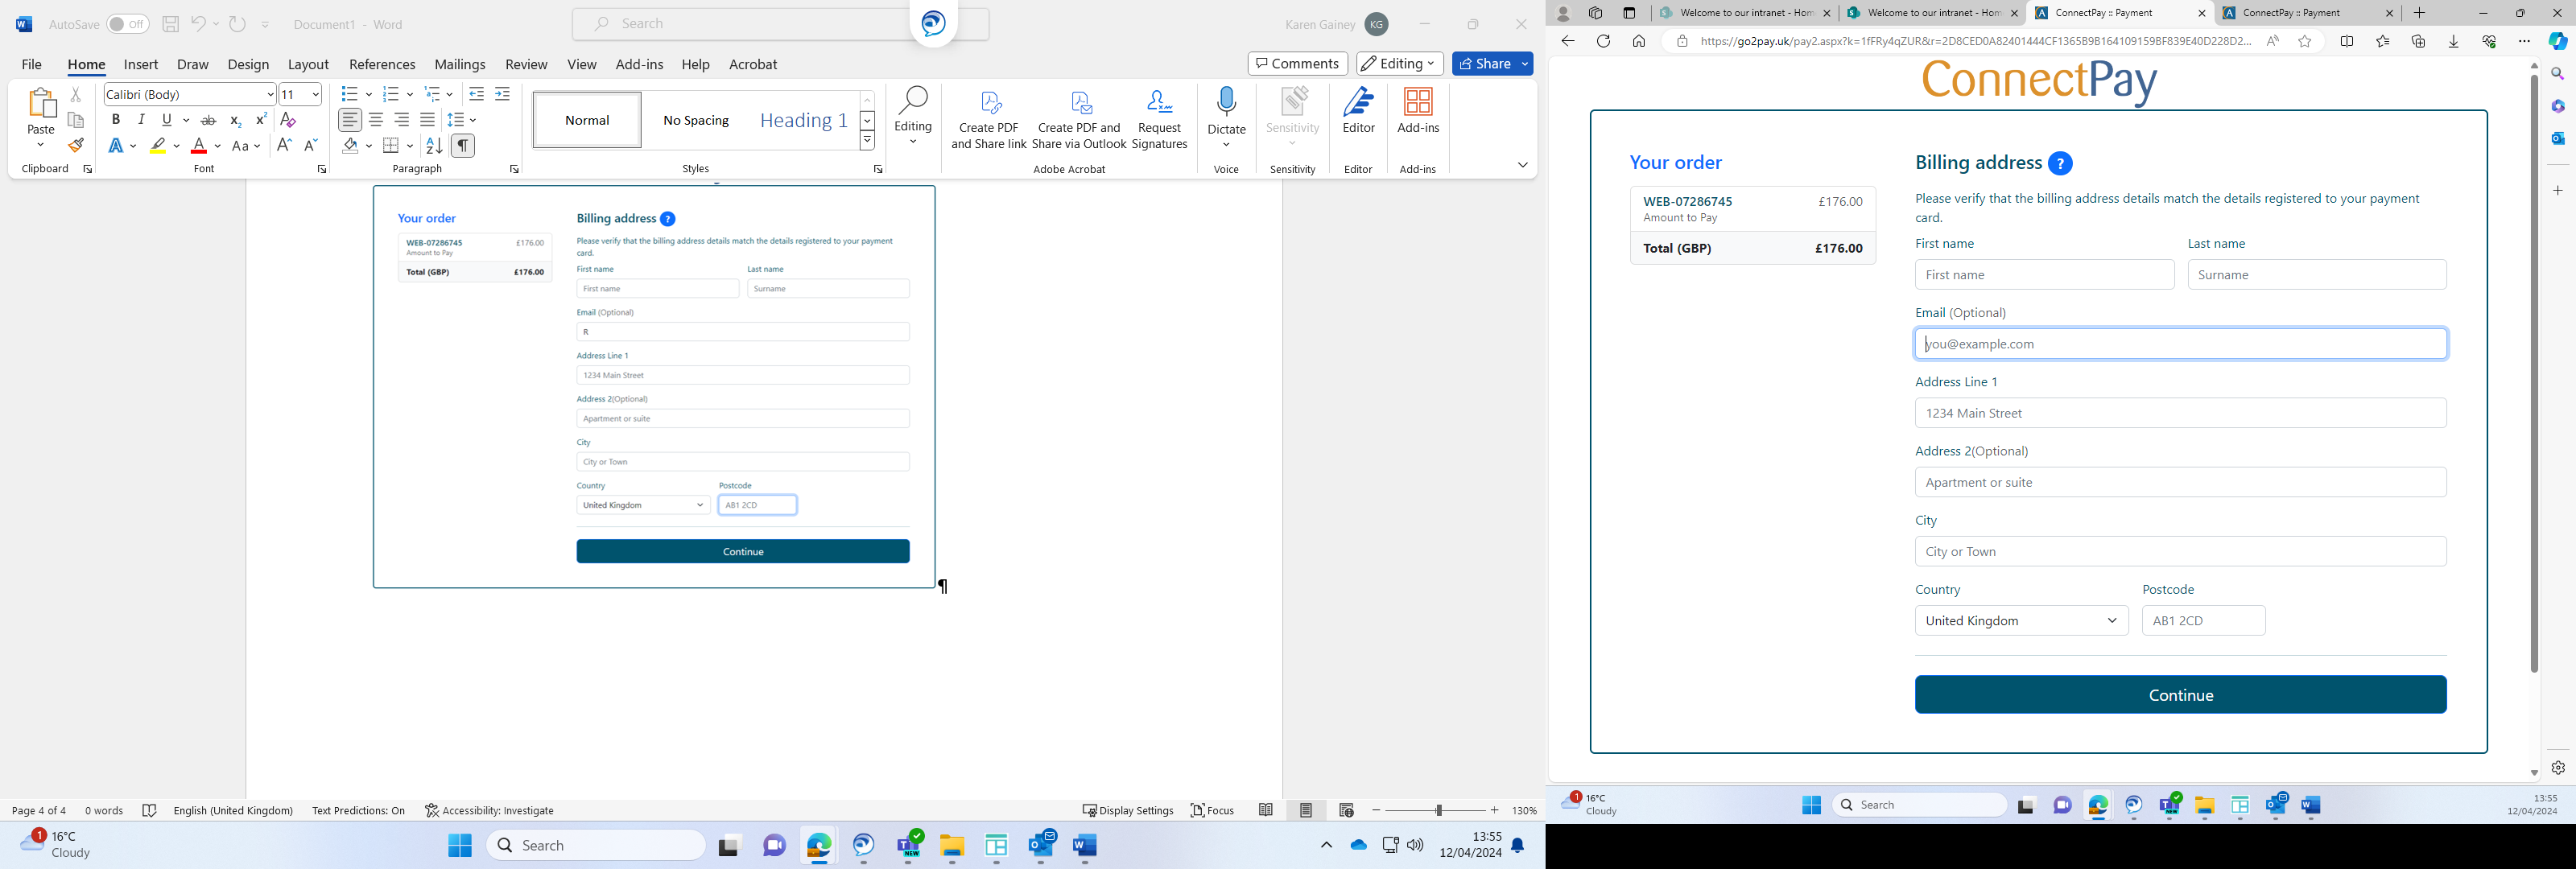 AutoSave Off Document1 - Word Search Karen Gainey KG
File Home Insert Draw Design Layout References Mailings Review View Add-ins Help Acrobat Comments Editing Share
Calibri (Body) 11
Paste
Normal
No Spacing
Heading 1
Editing
Create PDF and Share link
Create PDF and Share via Outlook
Request Signatures
Dictate
Sensitivity
Editor
Add-ins
Clipboard Font Paragraph Styles Adobe Acrobat Voice Sensitivity Editor Add-ins
Your order
WEB-07286745 £176.00
Amount to Pay
Total (GBP) £176.00
Billing address ?
Please verify that the billing address details match the details registered to your payment
card.
First name Last name
First name Surname
Email (Optional)
R
Address Line 1
1234 Main Street
Address 2(Optional)
Apartment or suite
City
City or Town
Country Postcode
United Kingdom AB1 2CD
Continue
¶
Page 4 of 4 0 words English (United Kingdom) Text Predictions: On Accessibility: Investigate Display Settings Focus 130%
1 16°C
Cloudy
Search
NEW
13:55
12/04/2024
Welcome to our intranet - Hom Welcome to our intranet - Hom ConnectPay :: Payment ConnectPay :: Payment
https://go2pay.uk/pay2.aspx?k=1fFRy4qZUR&r=2D8CED0A82401444CF1365B9B164109159BF839E40D228D2...
ConnectPay
Your order
WEB-07286745 £176.00
Amount to Pay
Total (GBP) £176.00
Billing address ?
Please verify that the billing address details match the details registered to your payment
card.
First name Last name
First name Surname
Email (Optional)
you@example.com
Address Line 1
1234 Main Street
Address 2(Optional)
Apartment or suite
City
City or Town
Country Postcode
United Kingdom AB1 2CD
Continue
1 16°C
Cloudy
Search
NEW
13:55
12/04/2024